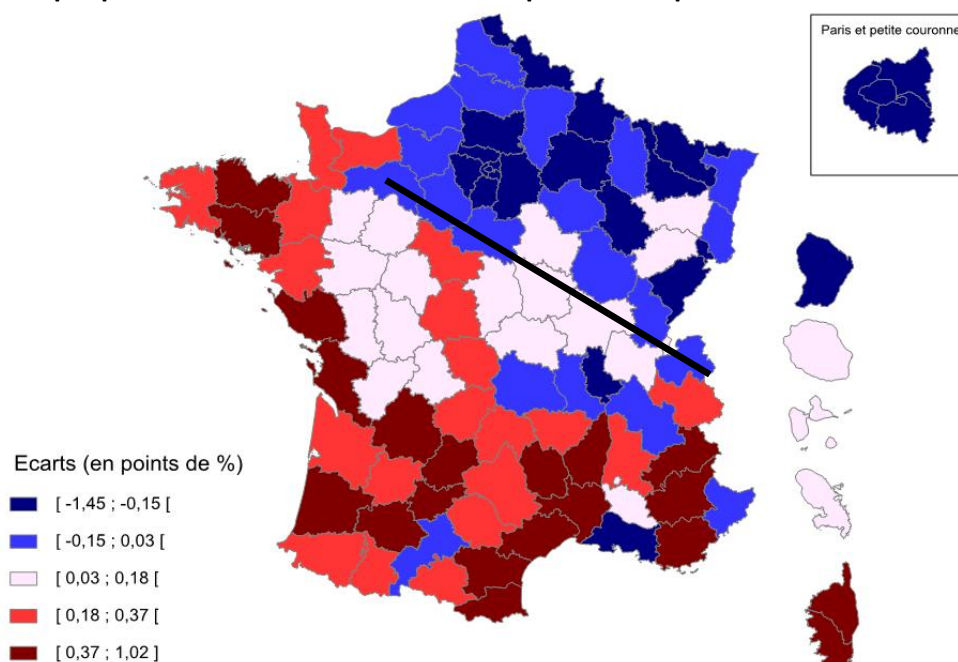 Paris et petite couronne
Ecarts (en points de %)
[ -1,45 ; -0,15 [
[ -0,15 ; 0,03 [
[ 0,03 ; 0,18 [
[ 0,18 ; 0,37 [
[ 0,37 ; 1,02 ]